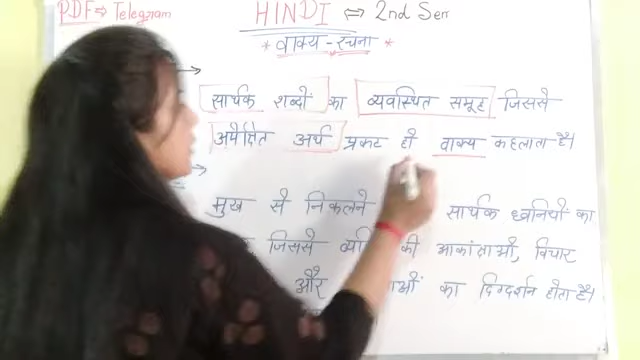 PDF ⇒ Telegram
HINDI ⇔ 2nd Sem
* वाक्य - रचना *
सार्थक शब्दों का व्यवस्थित समूह जिससे
अपेक्षित अर्थ प्रकट हो वाक्य कहलाता है।
मुख से निकलने सार्थक ध्वनियों का
जिससे की आकांक्षाओं, विचार
और का दिग्दर्शन होता है।